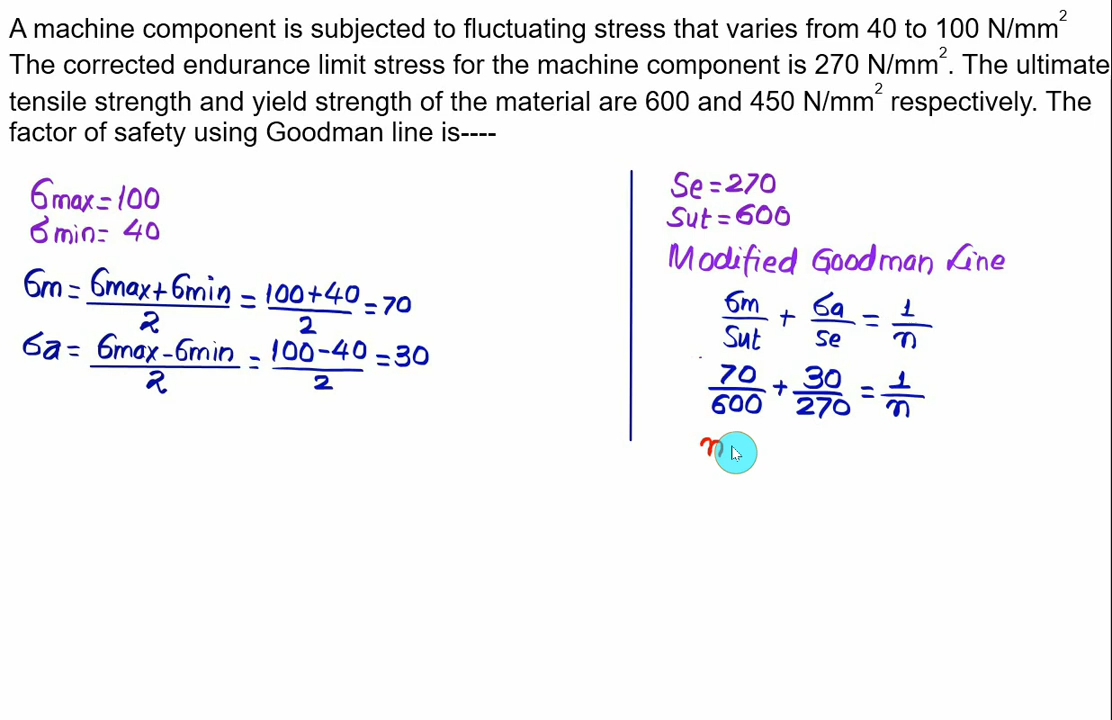 A machine component is subjected to fluctuating stress that varies from 40 to 100 N/mm²
The corrected endurance limit stress for the machine component is 270 N/mm². The ultimate
tensile strength and yield strength of the material are 600 and 450 N/mm² respectively. The
factor of safety using Goodman line is----
σmax=100
σmin= 40
σm = σmax+σmin/2 = 100+40/2 = 70
σa = σmax-σmin/2 = 100-40/2 = 30
Se=270
Sut=600
Modified Goodman Line
σm/Sut + σa/Se = 1/n
70/600 + 30/270 = 1/n
n